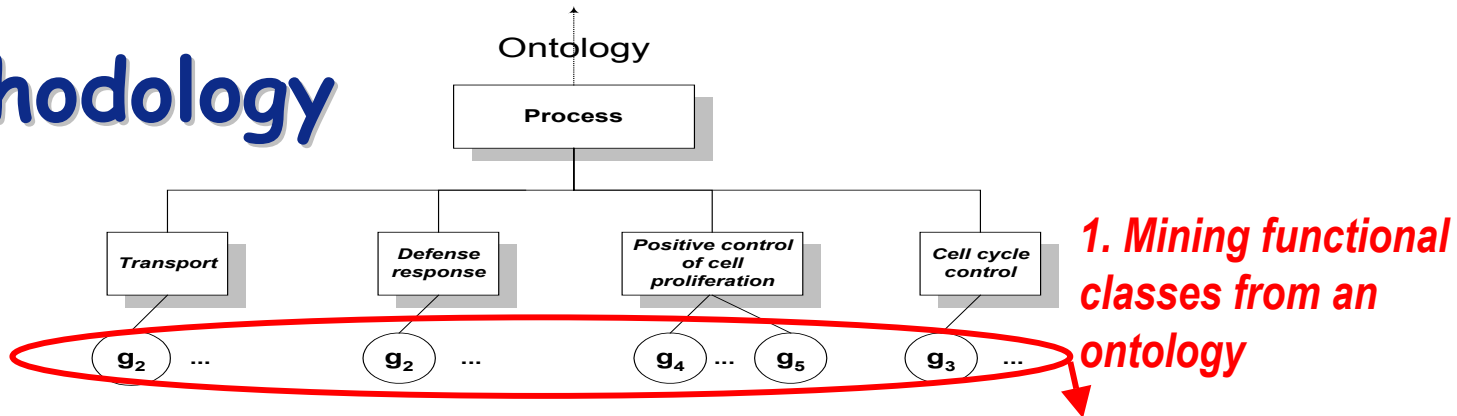 Ontology
hodology
Process
Transport
Defense
response
Positive control
of cell
proliferation
Cell cycle
control
1. Mining functional
classes from an
ontology
g2 ...
g2 ...
g4 ... g5
g3 ...